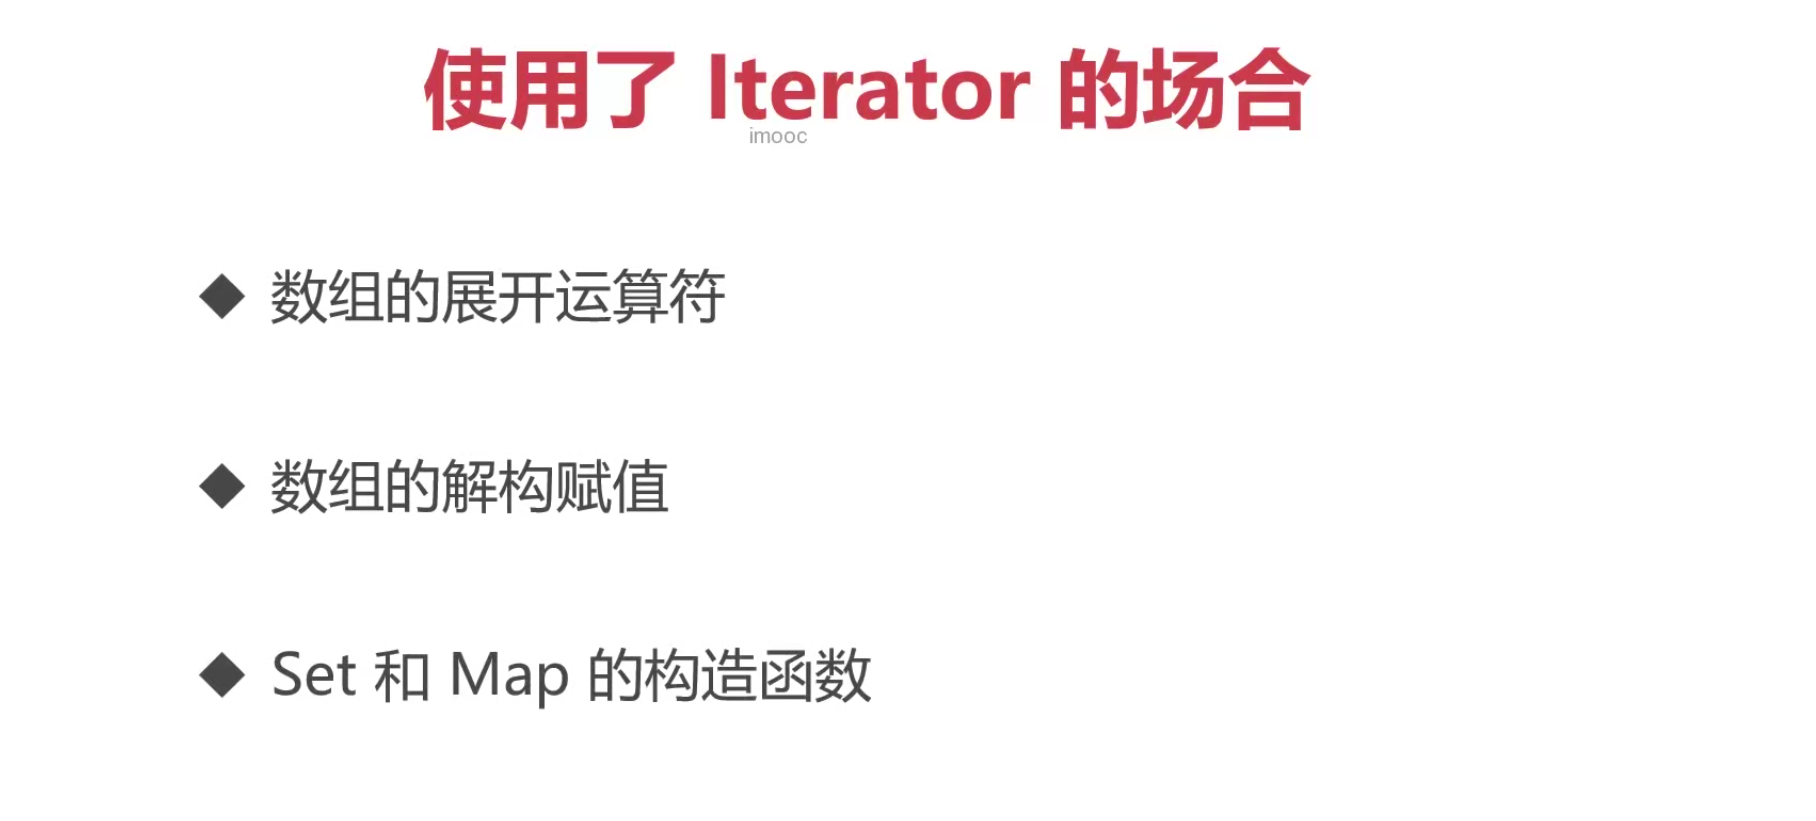 使用了 Iterator 的场合
imooc
◆ 数组的展开运算符
◆ 数组的解构赋值
◆ Set 和 Map 的构造函数